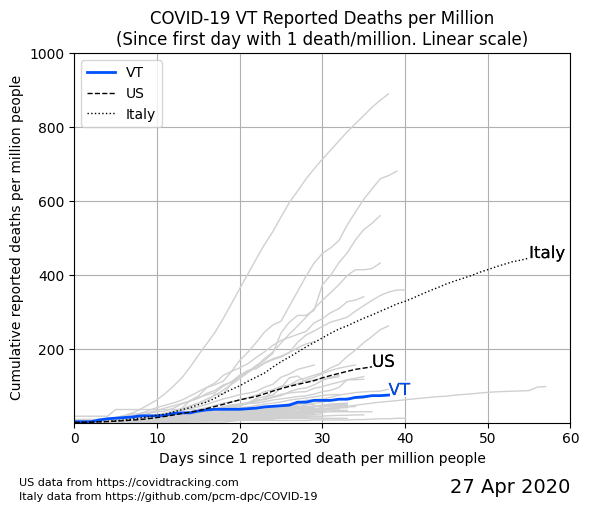 COVID-19 VT Reported Deaths per Million
(Since first day with 1 death/million. Linear scale)
Cumulative reported deaths per million people
1000
800
600
400
200
VT
US
Italy
Italy
US
VT
0
10
20
30
40
50
60
Days since 1 reported death per million people
US data from https://covidtracking.com
Italy data from https://github.com/pcm-dpc/COVID-19
27 Apr 2020